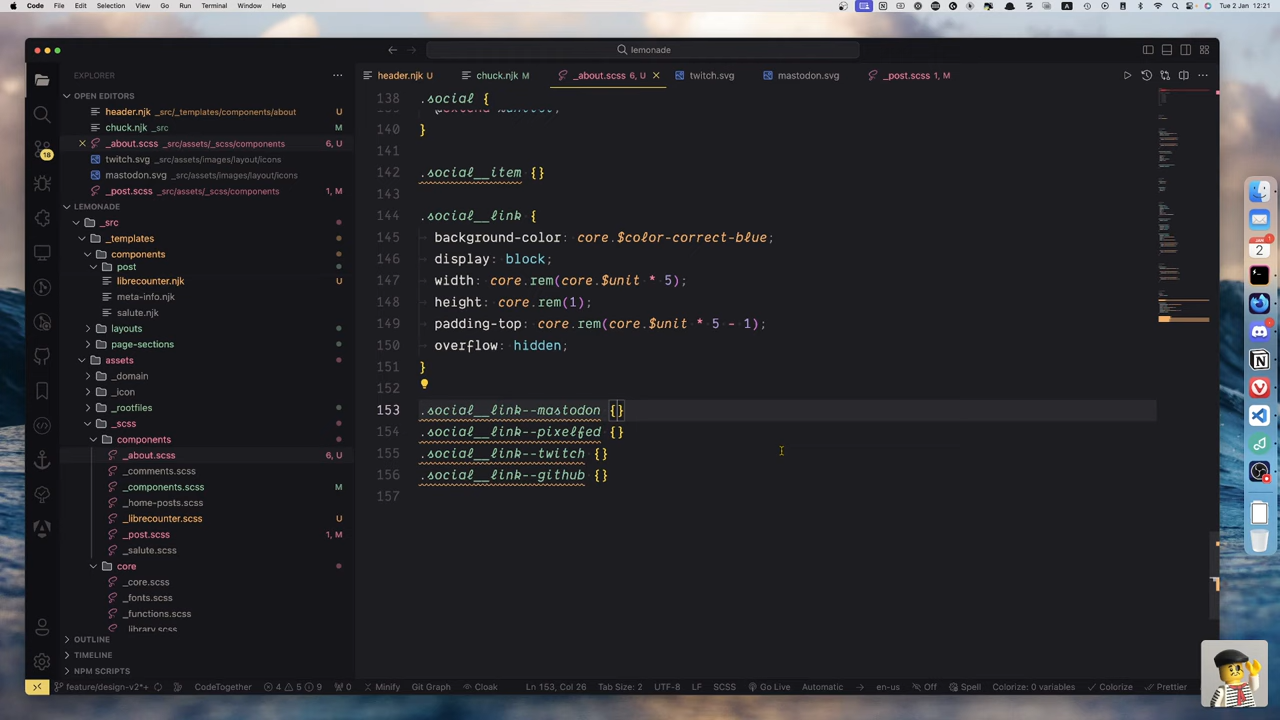 Code File Edit Selection View Go Run Terminal Window Help
Tue 2 Jan 12:21
lemonade
EXPLORER
header.njk U
chuck.njk M
_about.scss 6, U
twitch.svg
mastodon.svg
_post.scss 1, M
OPEN EDITORS
header.njk _src/_templates/components/about U
chuck.njk _src M
_about.scss _src/assets/_scss/components 6, U
twitch.svg _src/assets/images/layout/icons
mastodon.svg _src/assets/images/layout/icons
_post.scss _src/assets/_scss/components 1, M
LEMONADE
_src
_templates
components
post
librecounter.njk U
meta-info.njk
salute.njk
layouts
page-sections
assets
_domain
_icon
_rootfiles
_scss
components
_about.scss 6, U
_comments.scss
_components.scss M
_home-posts.scss
_librecounter.scss U
_post.scss 1, M
_salute.scss
core
_core.scss
_fonts.scss
_functions.scss
_library.scss
OUTLINE
TIMELINE
NPM SCRIPTS
18
138 .social {
140 }
141
142 .social__item {}
143
144 .social__link {
145 background-color: core.$color-correct-blue;
146 display: block;
147 width: core.rem(core.$unit * 5);
148 height: core.rem(1);
149 padding-top: core.rem(core.$unit * 5 - 1);
150 overflow: hidden;
151 }
152
153 .social__link--mastodon {}
154 .social__link--pixelfed {}
155 .social__link--twitch {}
156 .social__link--github {}
157
feature/design-v2*+ CodeTogether 4 5 9 0 Minify Git Graph Cloak Ln 153, Col 26 Tab Size: 2 UTF-8 LF SCSS Go Live Automatic en-us Off Spell Colorize: 0 variables Colorize Prettier